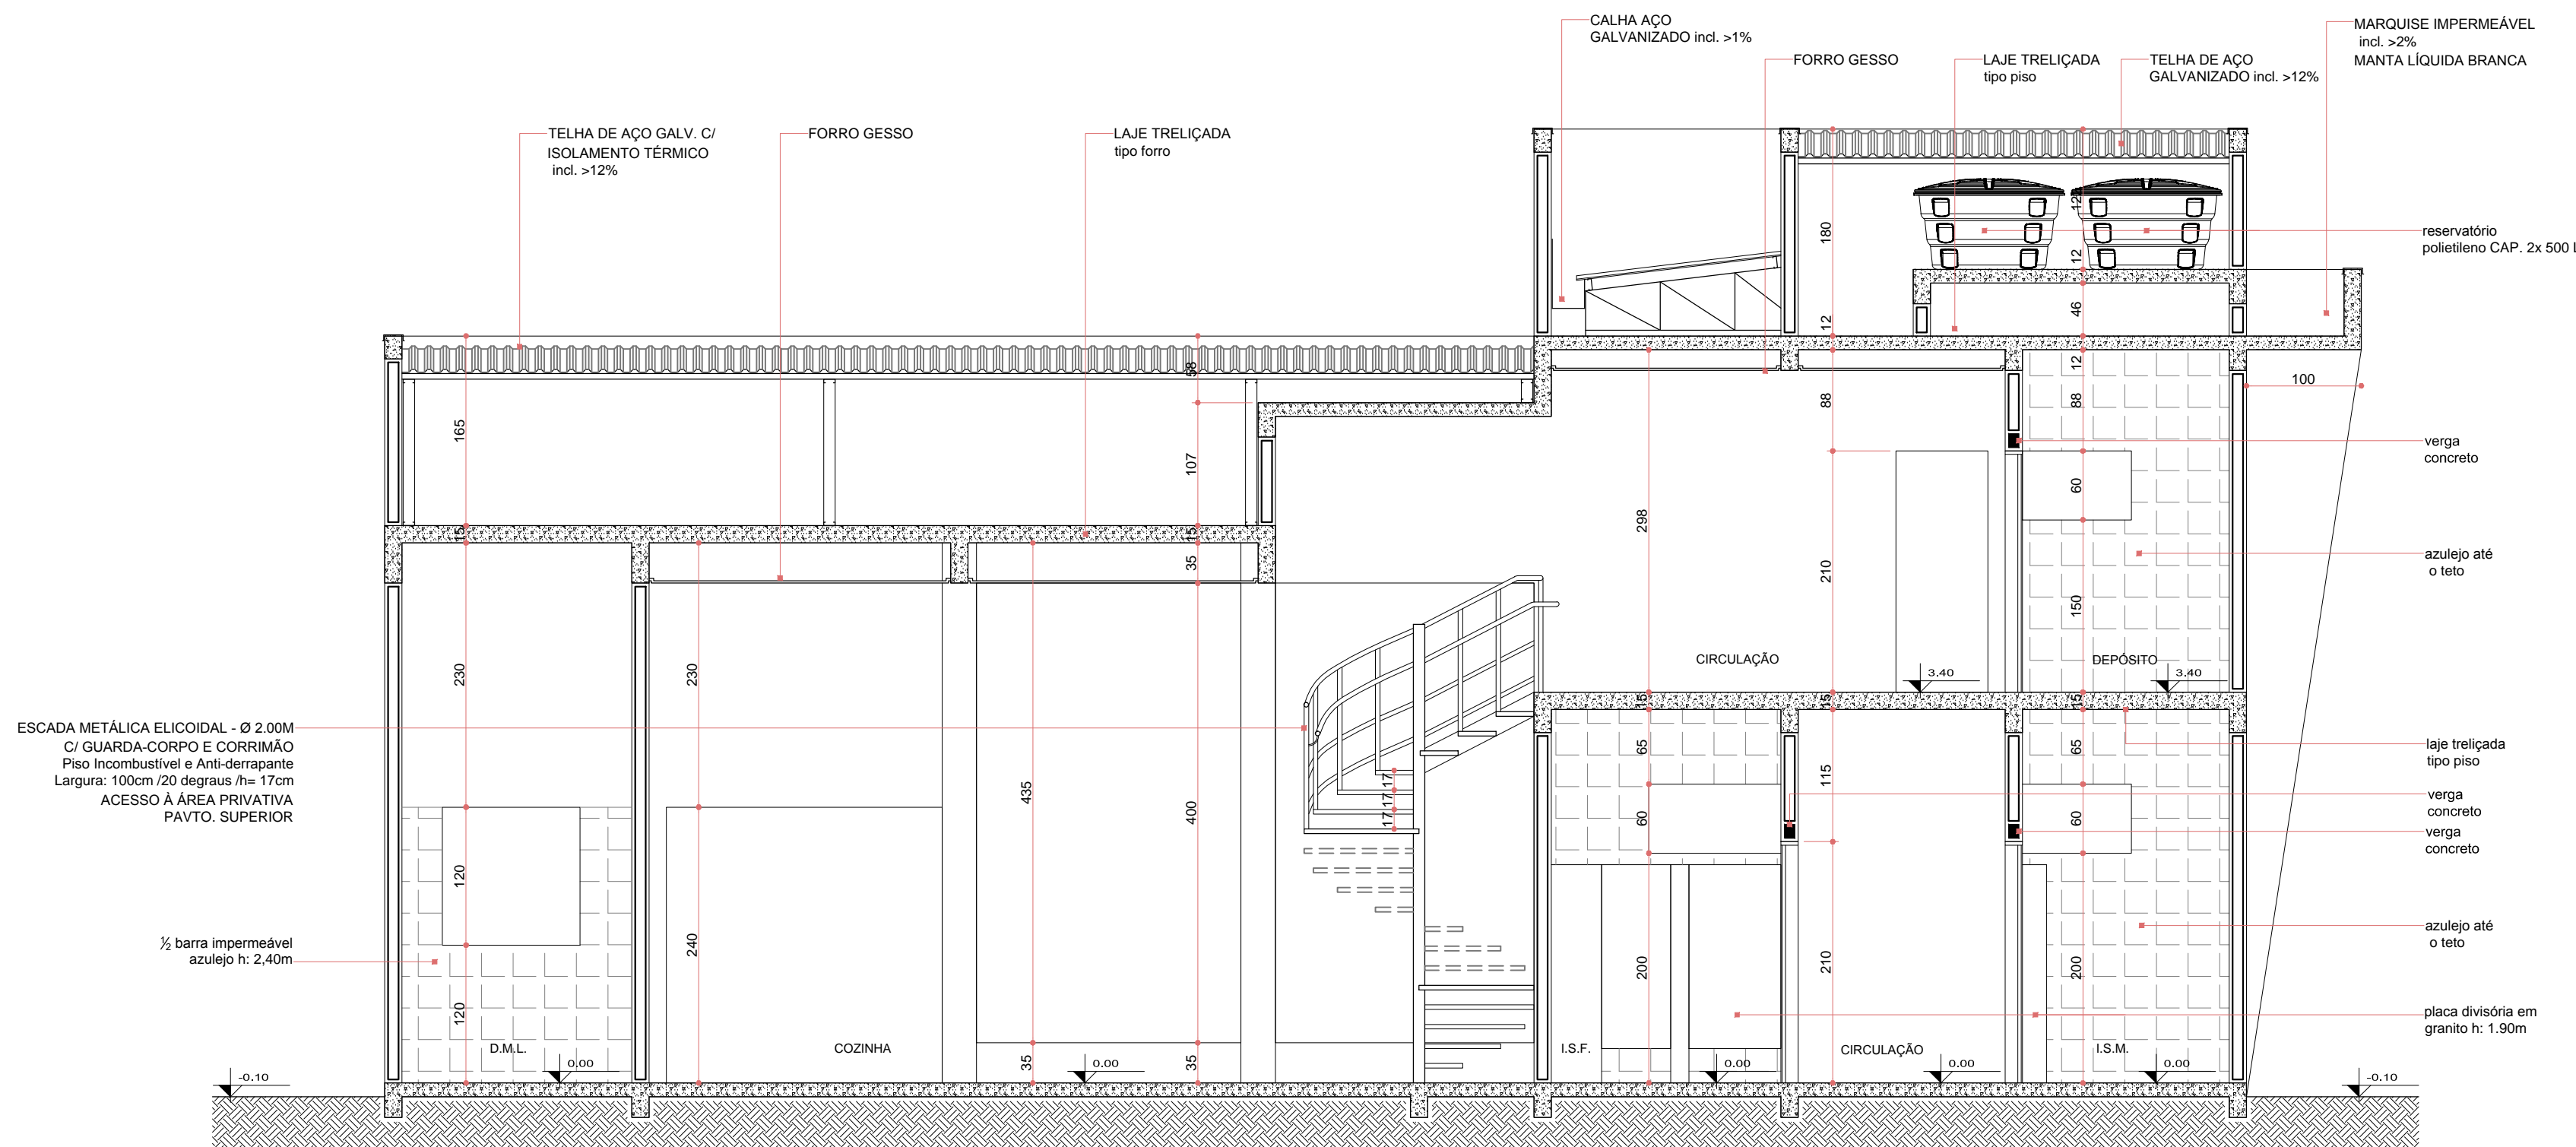 CALHA AÇO
GALVANIZADO incl. >1%
FORRO GESSO
LAJE TRELIÇADA
tipo piso
TELHA DE AÇO
GALVANIZADO incl. >12%
MARQUISE IMPERMEÁVEL
incl. >2%
MANTA LÍQUIDA BRANCA
TELHA DE AÇO GALV. C/
ISOLAMENTO TÉRMICO
incl. >12%
FORRO GESSO
LAJE TRELIÇADA
tipo forro
180
12
12
12
46
reservatório
polietileno CAP. 2x 500 L
58
165
107
15
15
35
12
88
88
100
298
210
60
150
verga
concreto
azulejo até
o teto
CIRCULAÇÃO
DEPÓSITO
3.40
3.40
15
15
15
230
230
435
400
ESCADA METÁLICA ELICOIDAL - Ø 2.00M
C/ GUARDA-CORPO E CORRIMÃO
Piso Incombustível e Anti-derrapante
Largura: 100cm /20 degraus /h= 17cm
ACESSO À ÁREA PRIVATIVA
PAVTO. SUPERIOR
17
17
17
65
115
65
60
60
laje treliçada
tipo piso
verga
concreto
verga
concreto
120
240
200
210
200
azulejo até
o teto
½ barra impermeável
azulejo h: 2,40m
120
35
35
placa divisória em
granito h: 1.90m
D.M.L.
COZINHA
I.S.F.
CIRCULAÇÃO
I.S.M.
0.00
0.00
0.00
0.00
0.00
-0.10
-0.10